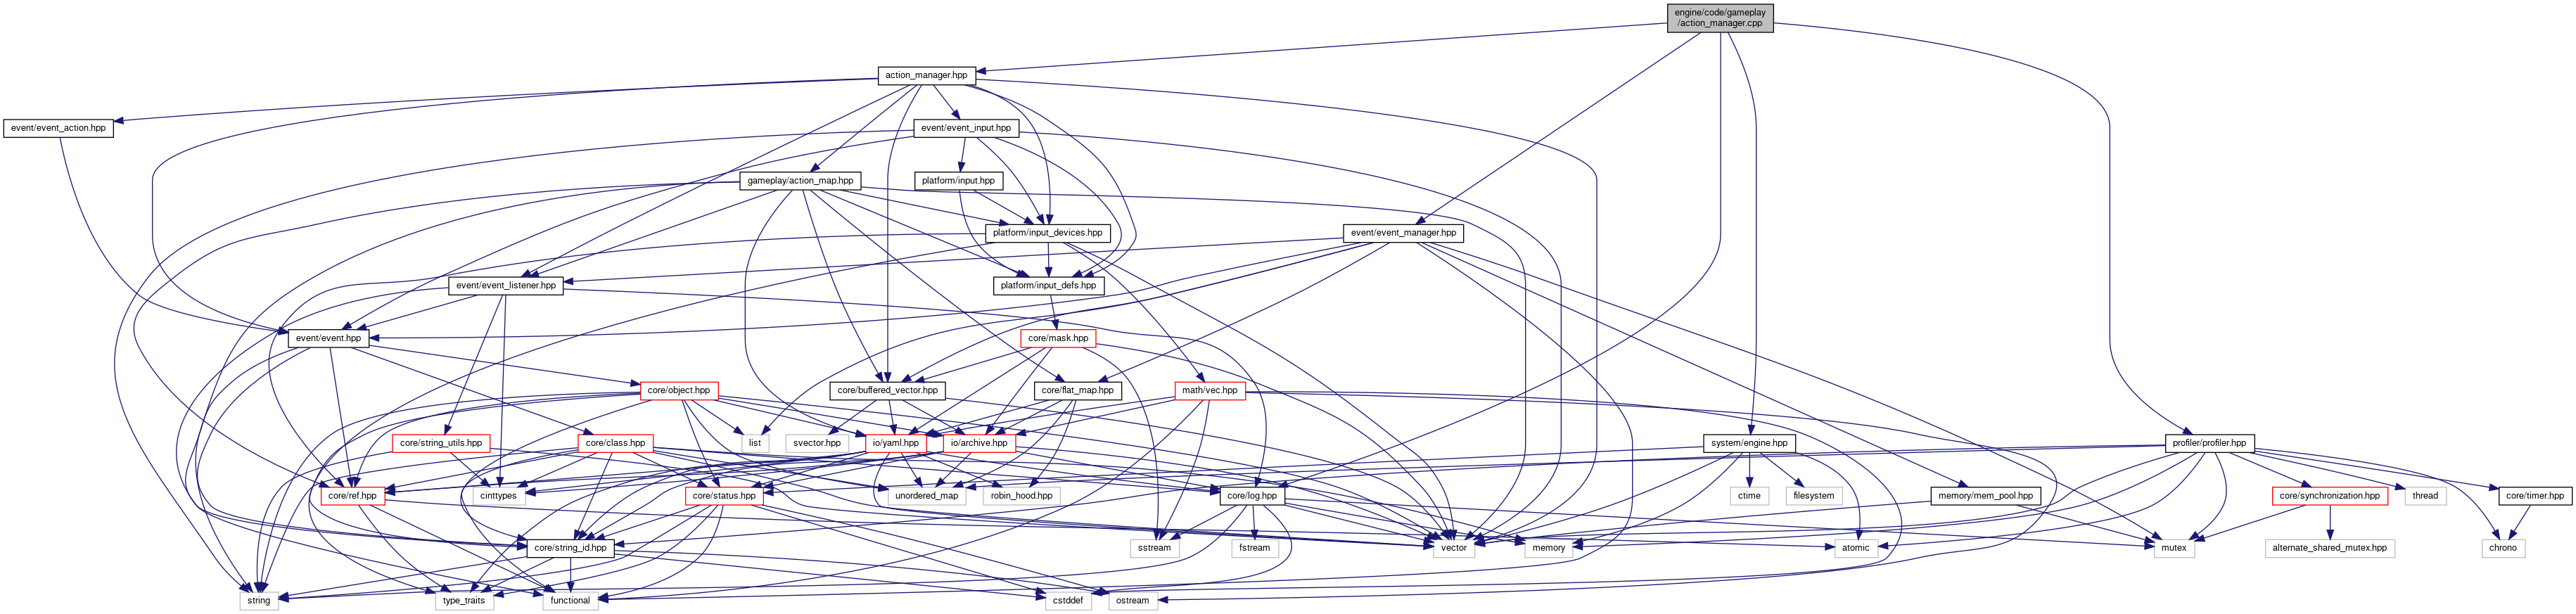 engine/code/gameplay
/action_manager.cpp
action_manager.hpp
event/event_action.hpp
event/event_input.hpp
gameplay/action_map.hpp
platform/input.hpp
platform/input_devices.hpp
event/event_manager.hpp
event/event_listener.hpp
platform/input_defs.hpp
event/event.hpp
core/mask.hpp
core/object.hpp
core/buffered_vector.hpp
core/flat_map.hpp
math/vec.hpp
core/string_utils.hpp
core/class.hpp
list
svector.hpp
io/yaml.hpp
io/archive.hpp
system/engine.hpp
profiler/profiler.hpp
core/ref.hpp
cinttypes
core/status.hpp
unordered_map
robin_hood.hpp
core/log.hpp
ctime
filesystem
memory/mem_pool.hpp
core/synchronization.hpp
thread
core/timer.hpp
core/string_id.hpp
sstream
fstream
vector
memory
atomic
mutex
alternate_shared_mutex.hpp
chrono
string
type_traits
functional
cstddef
ostream